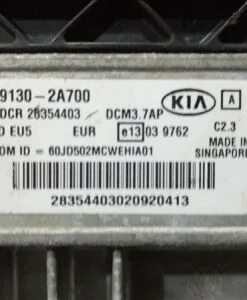 9130-2A700
DCR 28354403 DCM3.7AP KIA A
D EU5 EUR e13 03 9762 C2.3
MADE IN
SINGAPOR
OM ID = 60JD502MCWEHIA01
28354403020920413